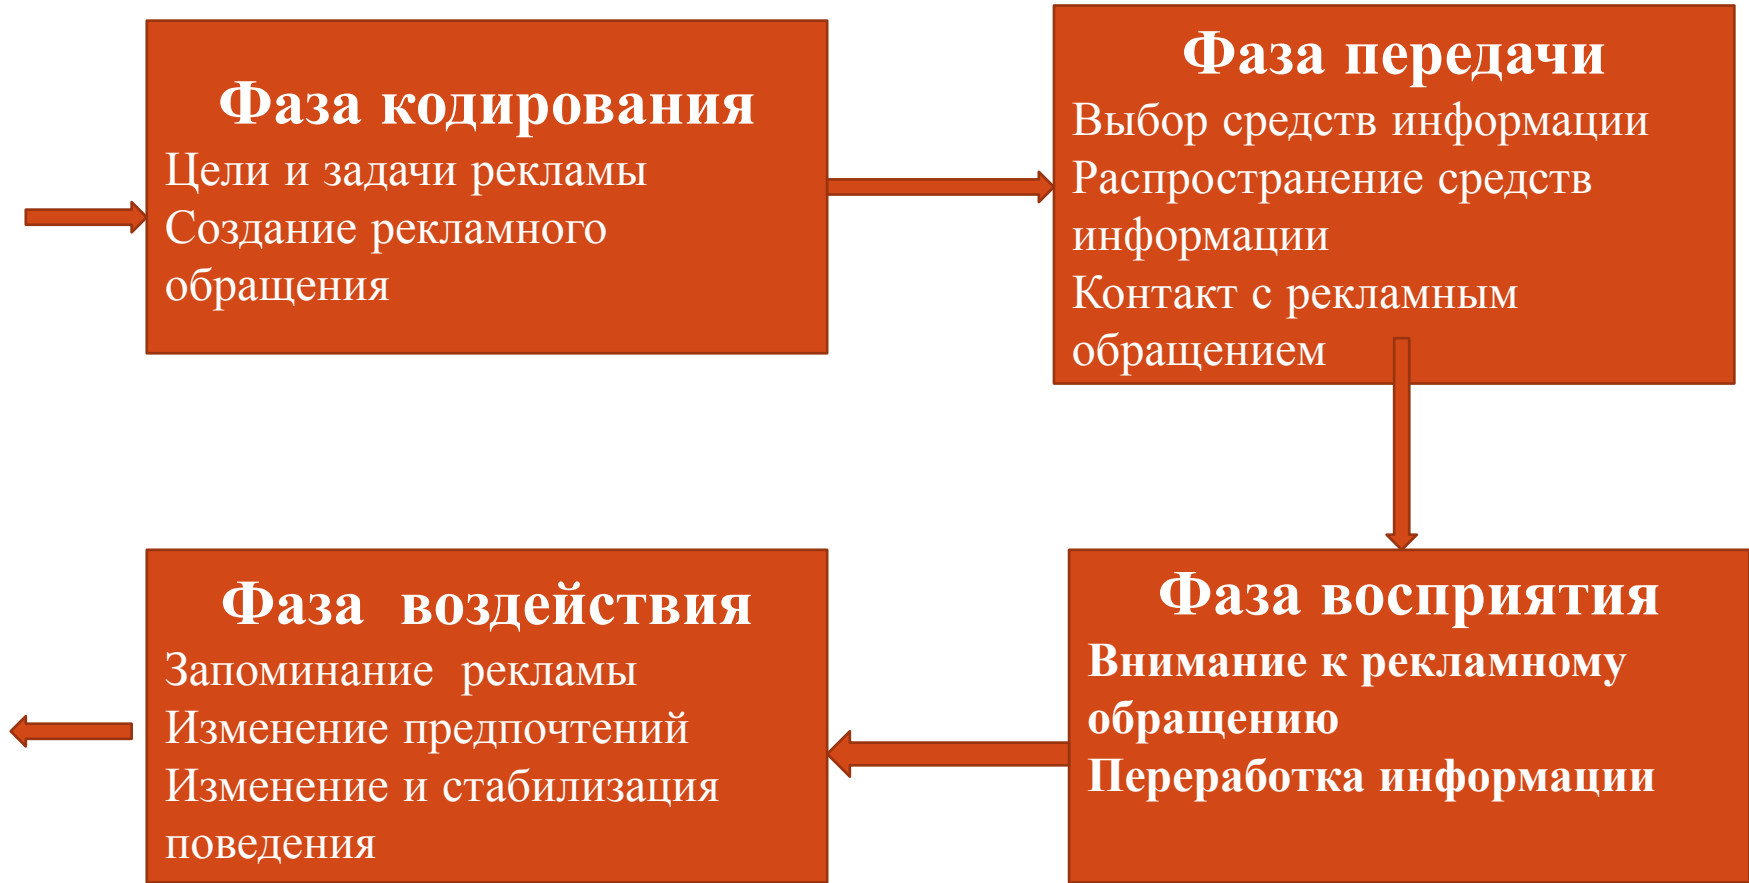 Фаза кодирования
Цели и задачи рекламы
Создание рекламного
обращения
Фаза передачи
Выбор средств информации
Распространение средств
информации
Контакт с рекламным
обращением
Фаза восприятия
Внимание к рекламному
обращению
Переработка информации
Фаза воздействия
Запоминание рекламы
Изменение предпочтений
Изменение и стабилизация
поведения